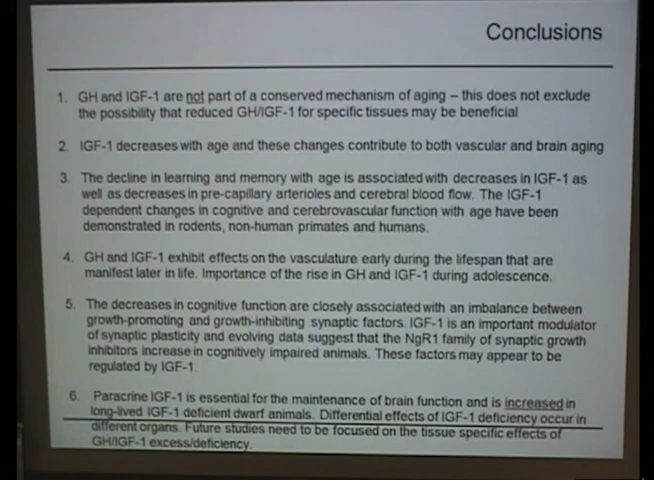 Conclusions
1. GH and IGF-1 are not part of a conserved mechanism of aging – this does not exclude
the possibility that reduced GH/IGF-1 for specific tissues may be beneficial
2. IGF-1 decreases with age and these changes contribute to both vascular and brain aging
3. The decline in learning and memory with age is associated with decreases in IGF-1 as
well as decreases in pre-capillary arterioles and cerebral blood flow. The IGF-1
dependent changes in cognitive and cerebrovascular function with age have been
demonstrated in rodents, non-human primates and humans.
4. GH and IGF-1 exhibit effects on the vasculature early during the lifespan that are
manifest later in life. Importance of the rise in GH and IGF-1 during adolescence.
5. The decreases in cognitive function are closely associated with an imbalance between
growth-promoting and growth-inhibiting synaptic factors. IGF-1 is an important modulator
of synaptic plasticity and evolving data suggest that the NgR1 family of synaptic growth
inhibitors increase in cognitively impaired animals. These factors may appear to be
regulated by IGF-1.
6. Paracrine IGF-1 is essential for the maintenance of brain function and is increased in
long-lived IGF-1 deficient dwarf animals. Differential effects of IGF-1 deficiency occur in
different organs. Future studies need to be focused on the tissue specific effects of
GH/IGF-1 excess/deficiency.